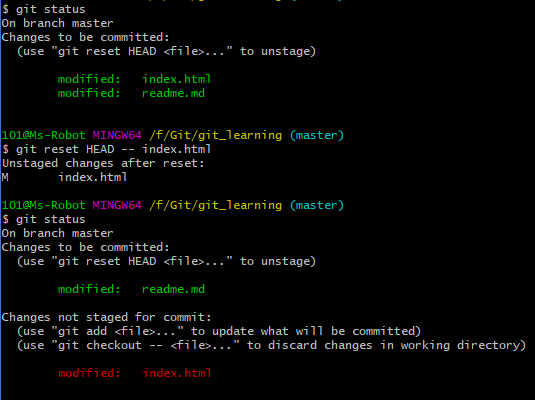 $ git status
On branch master
Changes to be committed:
  (use "git reset HEAD <file>..." to unstage)
        modified:   index.html
        modified:   readme.md
101@Ms-Robot MINGW64 /f/Git/git_learning (master)
$ git reset HEAD -- index.html
Unstaged changes after reset:
M       index.html
101@Ms-Robot MINGW64 /f/Git/git_learning (master)
$ git status
On branch master
Changes to be committed:
  (use "git reset HEAD <file>..." to unstage)
        modified:   readme.md
Changes not staged for commit:
  (use "git add <file>..." to update what will be committed)
  (use "git checkout -- <file>..." to discard changes in working directory)
        modified:   index.html